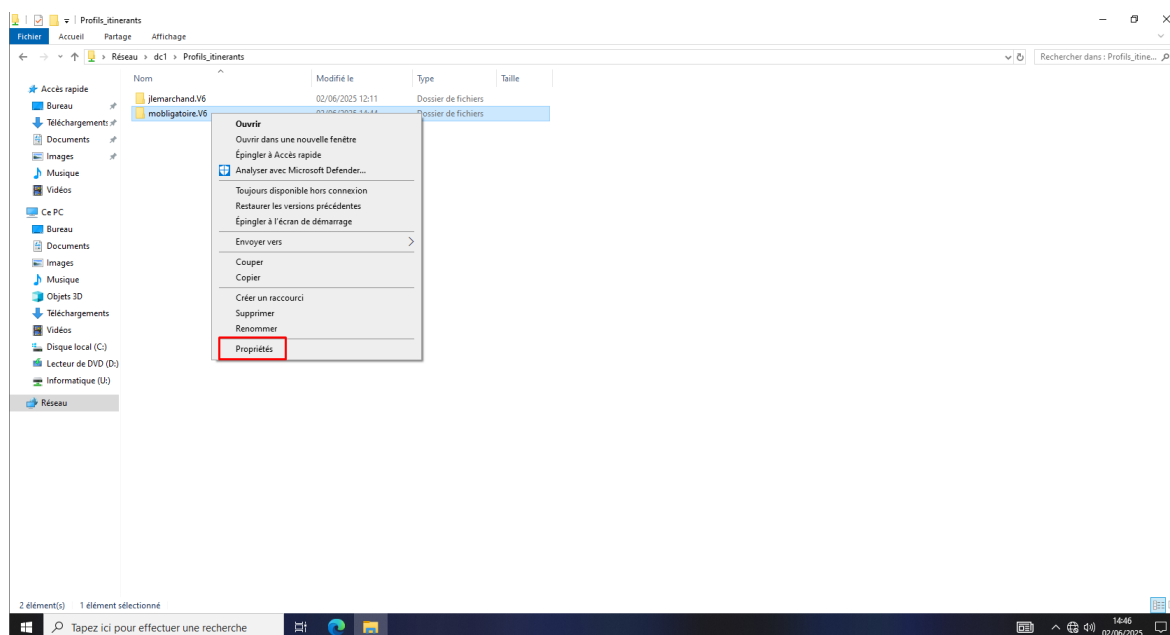 Profils_itinerants
Fichier Accueil Partage Affichage
Réseau > dc1 > Profils_itinerants
Rechercher dans : Profils_itine...
Nom Modifié le Type Taille
jlemarchand.V6 02/06/2025 12:11 Dossier de fichiers
mobligatoire.V6 02/06/2025 14:44 Dossier de fichiers
Accès rapide
Bureau
Téléchargements
Documents
Images
Musique
Vidéos
Ce PC
Bureau
Documents
Images
Musique
Objets 3D
Téléchargements
Vidéos
Disque local (C:)
Lecteur de DVD (D:)
Informatique (U:)
Réseau
Ouvrir
Ouvrir dans une nouvelle fenêtre
Épingler à Accès rapide
Analyser avec Microsoft Defender...
Toujours disponible hors connexion
Restaurer les versions précédentes
Épingler à l'écran de démarrage
Envoyer vers
Couper
Copier
Créer un raccourci
Supprimer
Renommer
Propriétés
2 élément(s) 1 élément sélectionné
Tapez ici pour effectuer une recherche
14:46
02/06/2025